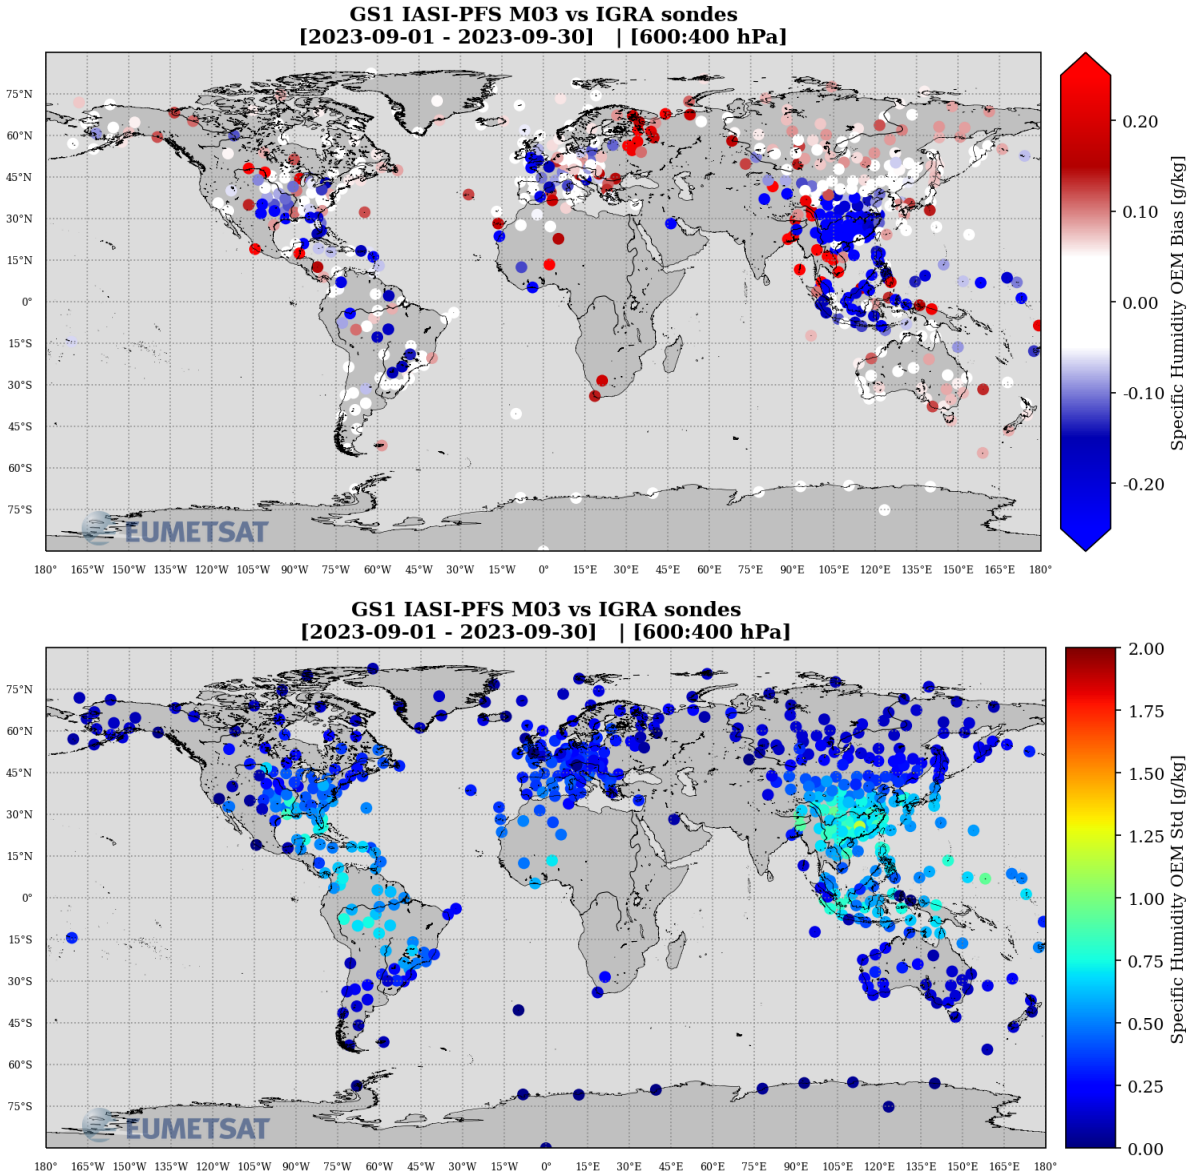 GS1 IASI-PFS M03 vs IGRA sondes
[2023-09-01 - 2023-09-30] | [600:400 hPa]
75°N
60°N
45°N
30°N
15°N
0°
15°S
30°S
45°S
60°S
75°S
EUMETSAT
180° 165°W 150°W 135°W 120°W 105°W 90°W 75°W 60°W 45°W 30°W 15°W 0° 15°E 30°E 45°E 60°E 75°E 90°E 105°E 120°E 135°E 150°E 165°E 180°
0.20
0.10
0.00
-0.10
-0.20
Specific Humidity OEM Bias [g/kg]
GS1 IASI-PFS M03 vs IGRA sondes
[2023-09-01 - 2023-09-30] | [600:400 hPa]
75°N
60°N
45°N
30°N
15°N
0°
15°S
30°S
45°S
60°S
75°S
EUMETSAT
180° 165°W 150°W 135°W 120°W 105°W 90°W 75°W 60°W 45°W 30°W 15°W 0° 15°E 30°E 45°E 60°E 75°E 90°E 105°E 120°E 135°E 150°E 165°E 180°
2.00
1.75
1.50
1.25
1.00
0.75
0.50
0.25
0.00
Specific Humidity OEM Std [g/kg]